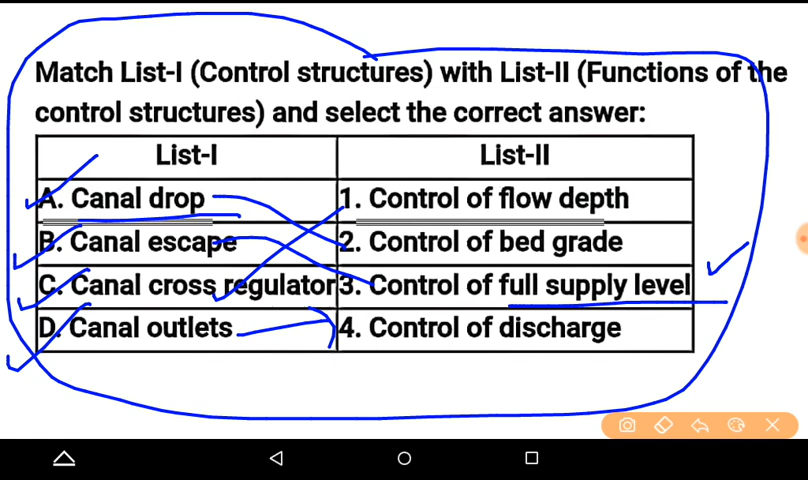 Match List-I (Control structures) with List-II (Functions of the
control structures) and select the correct answer:
List-I List-II
A. Canal drop 1. Control of flow depth
B. Canal escape 2. Control of bed grade
C. Canal cross regulator 3. Control of full supply level
D. Canal outlets 4. Control of discharge